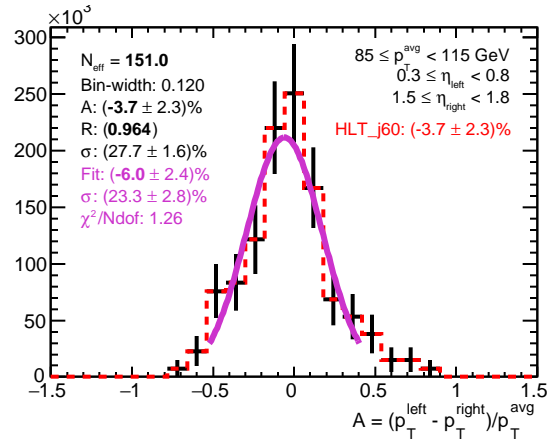 ×10³
300
250
200
150
100
50
0
N_eff = 151.0
Bin-width: 0.120
A: (-3.7 ± 2.3)%
R: (0.964)
σ: (27.7 ± 1.6)%
Fit: (-6.0 ± 2.4)%
σ: (23.3 ± 2.8)%
χ²/Ndof: 1.26
85 ≤ p_T^avg < 115 GeV
0.3 ≤ η_left < 0.8
1.5 ≤ η_right < 1.8
HLT_j60: (-3.7 ± 2.3)%
−1.5 −1 −0.5 0 0.5 1 1.5
A = (p_T^left - p_T^right)/p_T^avg